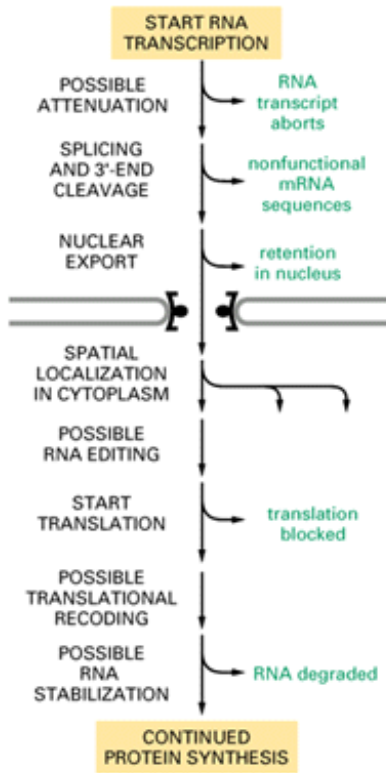 START RNA
TRANSCRIPTION
POSSIBLE
ATTENUATION
RNA
transcript
aborts
SPLICING
AND 3'-END
CLEAVAGE
nonfunctional
mRNA
sequences
NUCLEAR
EXPORT
retention
in nucleus
SPATIAL
LOCALIZATION
IN CYTOPLASM
POSSIBLE
RNA EDITING
START
TRANSLATION
translation
blocked
POSSIBLE
TRANSLATIONAL
RECODING
POSSIBLE
RNA
STABILIZATION
RNA degraded
CONTINUED
PROTEIN SYNTHESIS